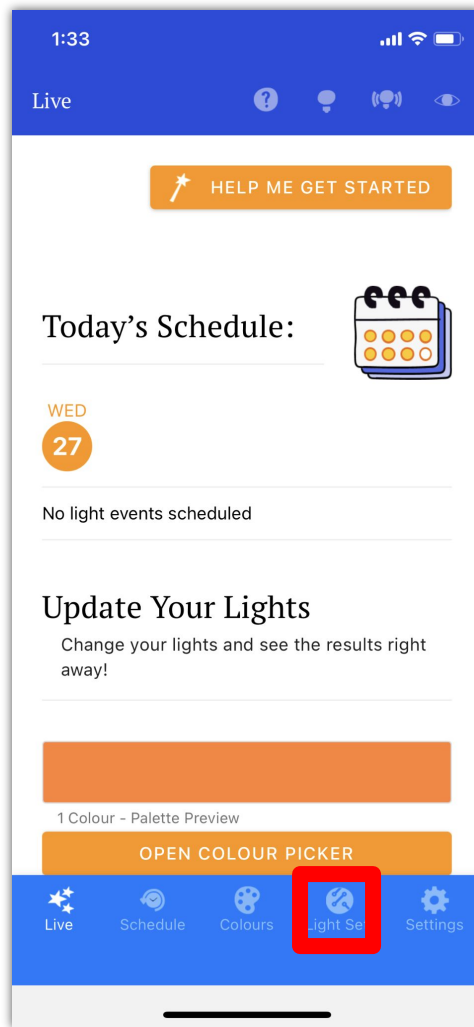 1:33
Live
HELP ME GET STARTED
Today's Schedule:
WED
27
No light events scheduled
Update Your Lights
Change your lights and see the results right
away!
1 Colour - Palette Preview
OPEN COLOUR PICKER
Live Schedule Colours Light Se Settings